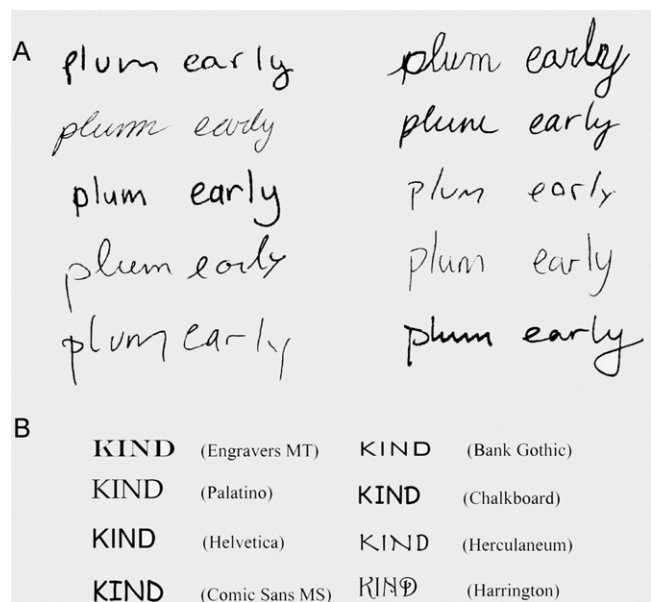 A
plum early plum early
plum early plum early
plum early plum early
plum early plum early
plum early plum early
B
KIND (Engravers MT) KIND (Bank Gothic)
KIND (Palatino) KIND (Chalkboard)
KIND (Helvetica) KIND (Herculaneum)
KIND (Comic Sans MS) KIND (Harrington)